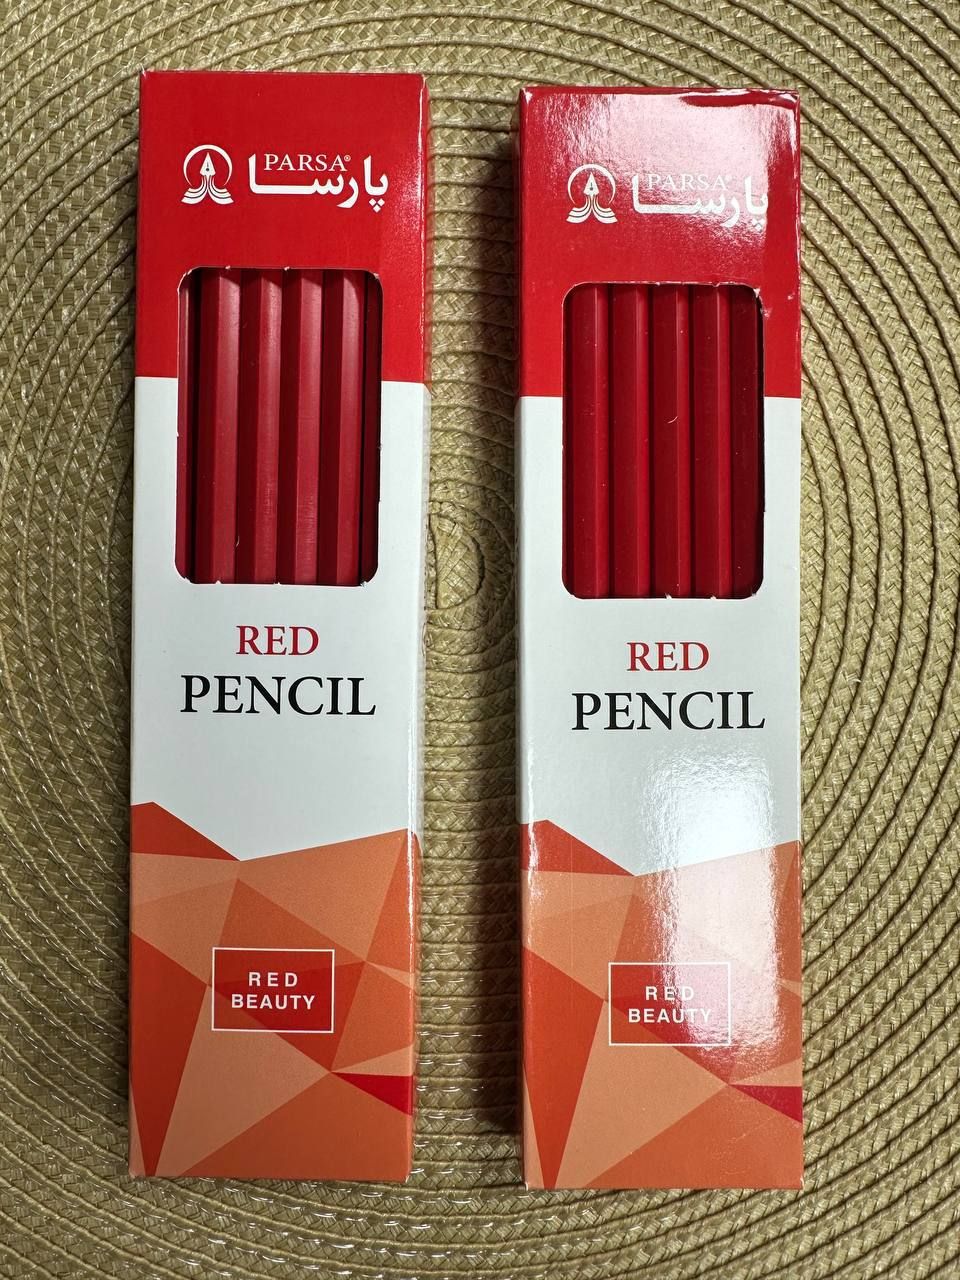 PARSA®
پارسا
RED
PENCIL
RED
BEAUTY
PARSA®
پارسا
RED
PENCIL
RED
BEAUTY